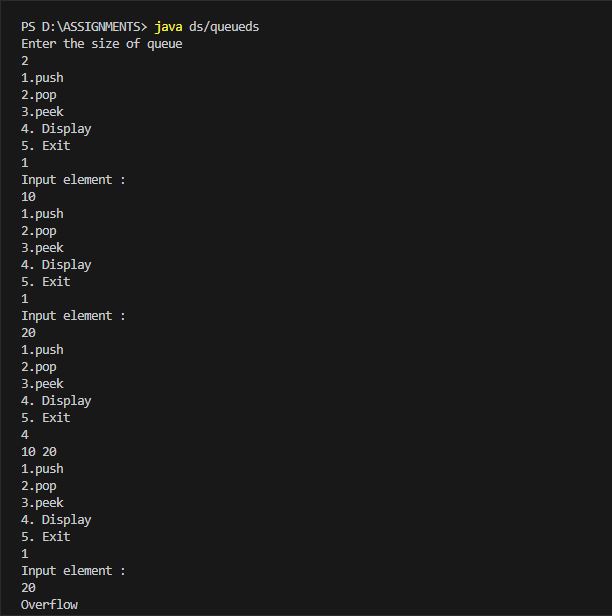 PS D:\ASSIGNMENTS> java ds/queueds
Enter the size of queue
2
1.push
2.pop
3.peek
4. Display
5. Exit
1
Input element :
10
1.push
2.pop
3.peek
4. Display
5. Exit
1
Input element :
20
1.push
2.pop
3.peek
4. Display
5. Exit
4
10 20
1.push
2.pop
3.peek
4. Display
5. Exit
1
Input element :
20
Overflow